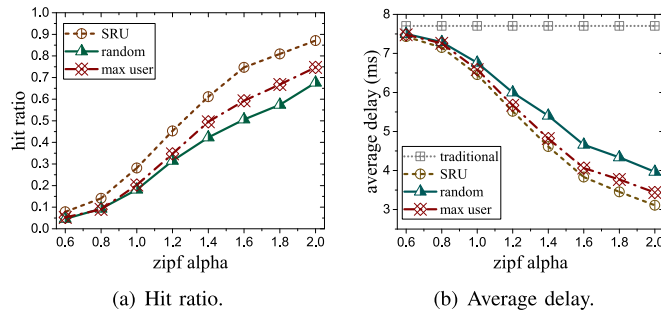 1.0
0.9
0.8
0.7
0.6
0.5
0.4
0.3
0.2
0.1
0.0
hit ratio
SRU
random
max user
0.6 0.8 1.0 1.2 1.4 1.6 1.8 2.0
zipf alpha
(a) Hit ratio.
8
7
6
5
4
3
average delay (ms)
traditional
SRU
random
max user
0.6 0.8 1.0 1.2 1.4 1.6 1.8 2.0
zipf alpha
(b) Average delay.